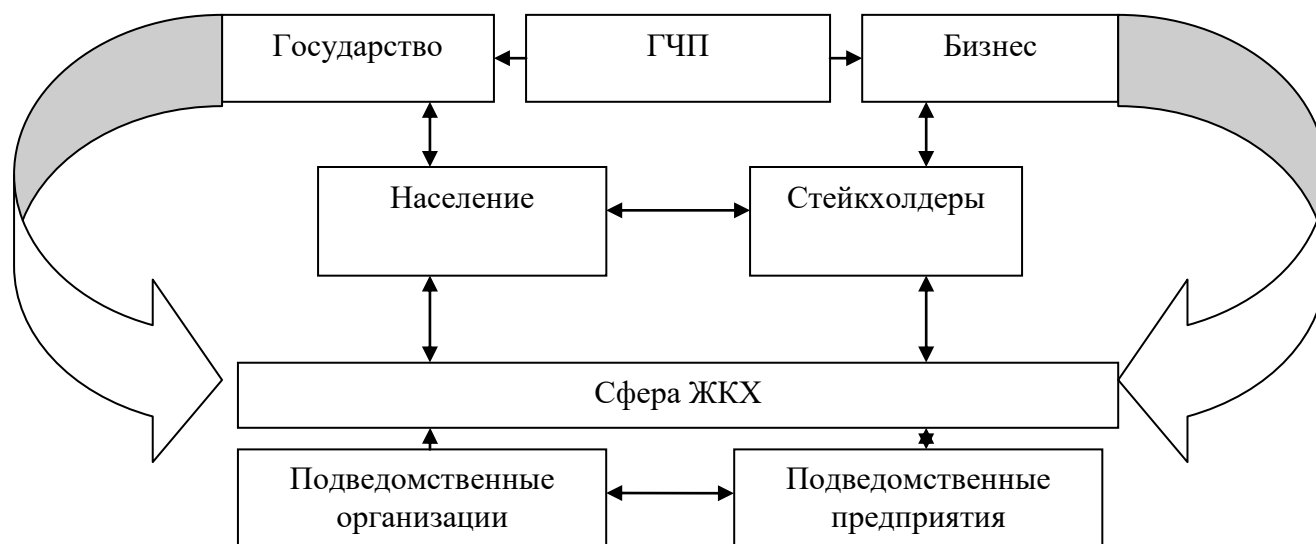 Государство
ГЧП
Бизнес
Население
Стейкхолдеры
Сфера ЖКХ
Подведомственные
организации
Подведомственные
предприятия